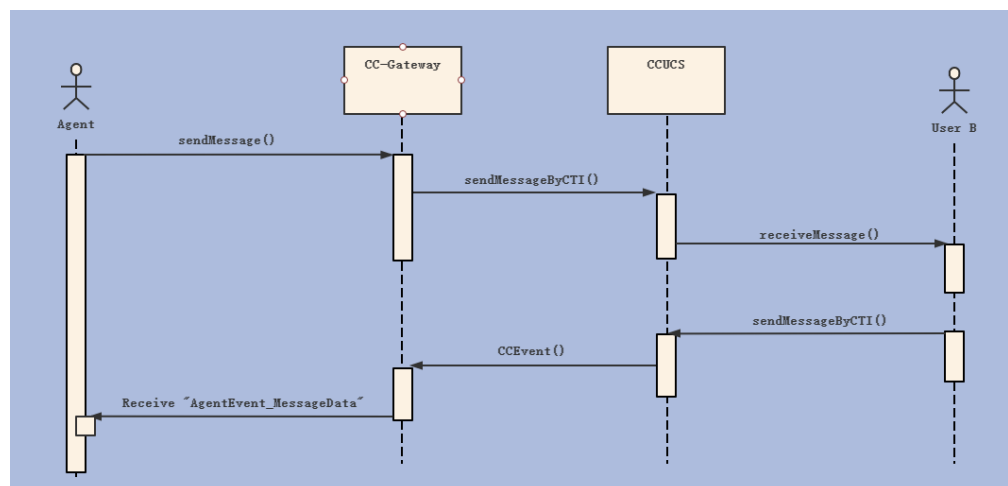 CC-Gateway
CCUCS
Agent
User B
sendMessage()
sendMessageByCTI()
receiveMessage()
sendMessageByCTI()
CCEvent()
Receive "AgentEvent_MessageData"